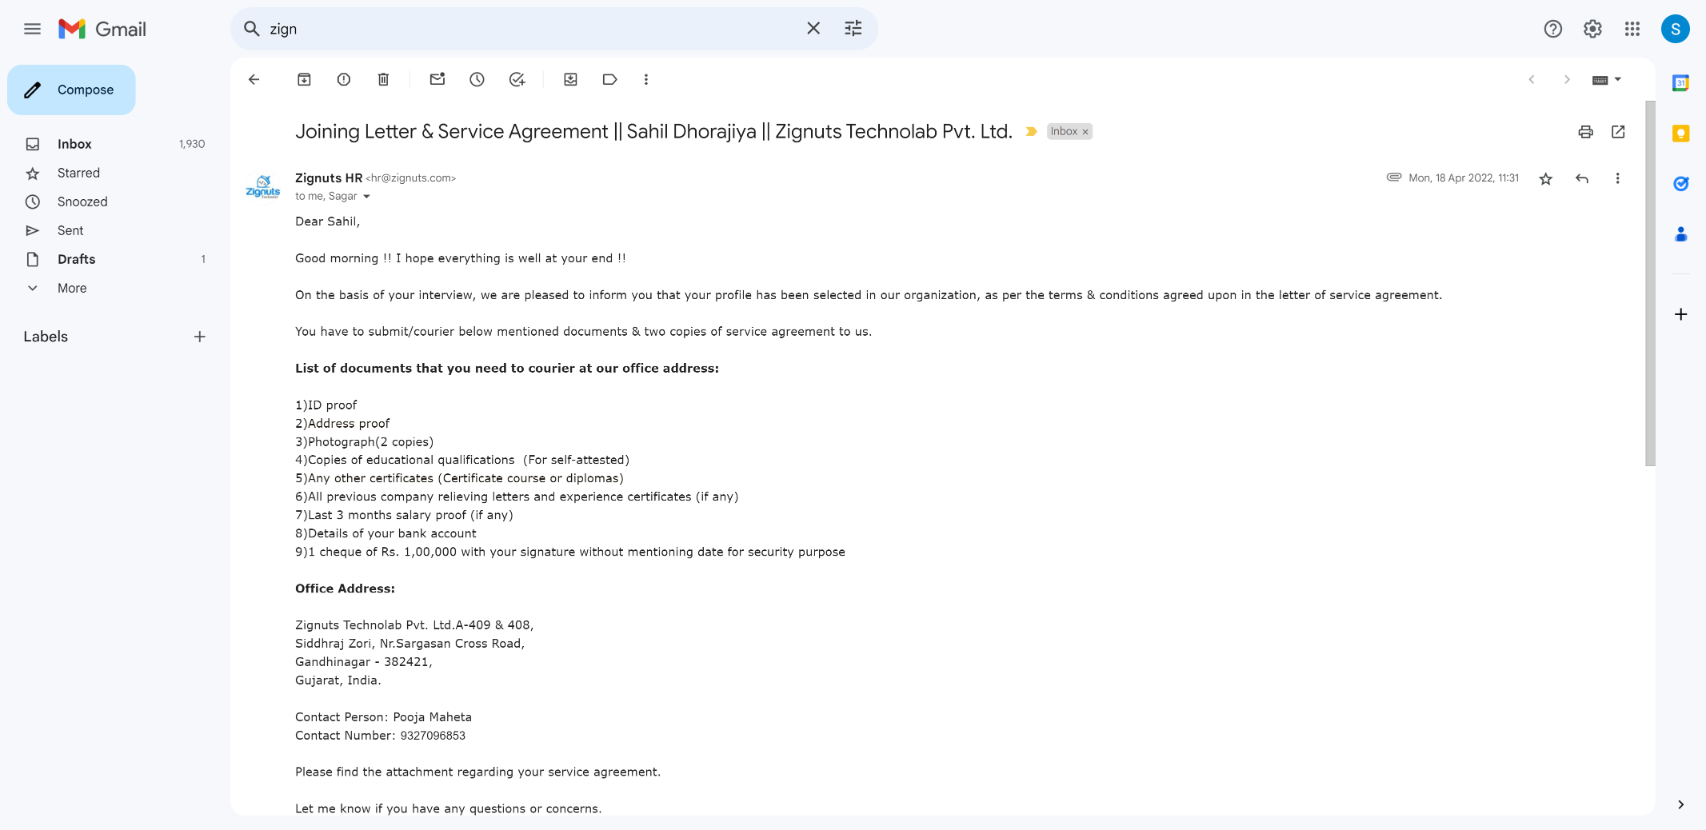 Gmail
zign
S
Compose
Inbox 1,930
Starred
Snoozed
Sent
Drafts 1
More
Labels
Joining Letter & Service Agreement || Sahil Dhorajiya || Zignuts Technolab Pvt. Ltd.
Inbox ×
Zignuts
Zignuts HR <hr@zignuts.com>
Mon, 18 Apr 2022, 11:31
to me, Sagar
Dear Sahil,
Good morning !! I hope everything is well at your end !!
On the basis of your interview, we are pleased to inform you that your profile has been selected in our organization, as per the terms & conditions agreed upon in the letter of service agreement.
You have to submit/courier below mentioned documents & two copies of service agreement to us.
List of documents that you need to courier at our office address:
1)ID proof
2)Address proof
3)Photograph(2 copies)
4)Copies of educational qualifications  (For self-attested)
5)Any other certificates (Certificate course or diplomas)
6)All previous company relieving letters and experience certificates (if any)
7)Last 3 months salary proof (if any)
8)Details of your bank account
9)1 cheque of Rs. 1,00,000 with your signature without mentioning date for security purpose
Office Address:
Zignuts Technolab Pvt. Ltd.A-409 & 408,
Siddhraj Zori, Nr.Sargasan Cross Road,
Gandhinagar - 382421,
Gujarat, India.
Contact Person: Pooja Maheta
Contact Number: 9327096853
Please find the attachment regarding your service agreement.
Let me know if you have any questions or concerns.
31